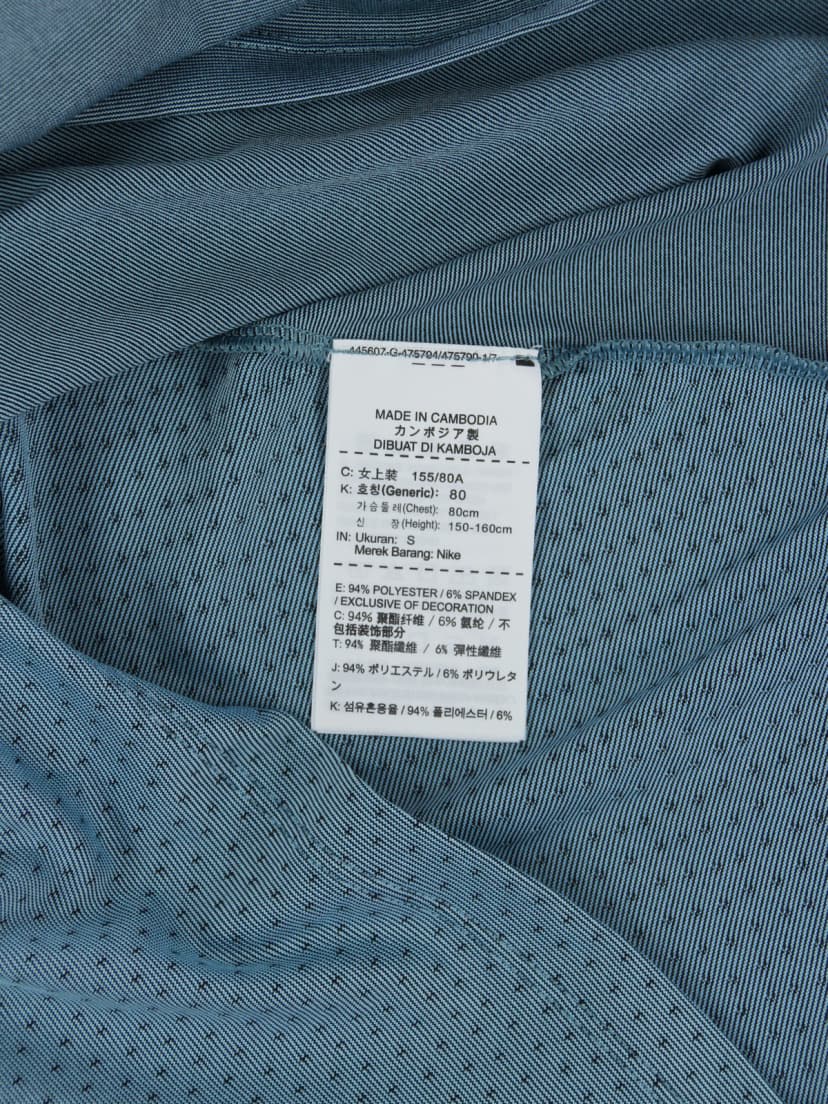 445607-G-475794/475790-1/7-
MADE IN CAMBODIA
カンボジア製
DIBUAT DI KAMBOJA
C: 女上装 155/80A
K: 호칭(Generic): 80
가슴둘레(Chest): 80cm
신 장(Height): 150-160cm
IN: Ukuran: S
Merek Barang: Nike
E: 94% POLYESTER / 6% SPANDEX
/ EXCLUSIVE OF DECORATION
C: 94% 聚酯纤维 / 6% 氨纶 / 不
包括装饰部分
T: 94% 聚酯纖維 / 6% 彈性纖維
J: 94% ポリエステル / 6% ポリウレタ
ン
K: 섬유혼용율 / 94% 폴리에스터 / 6%